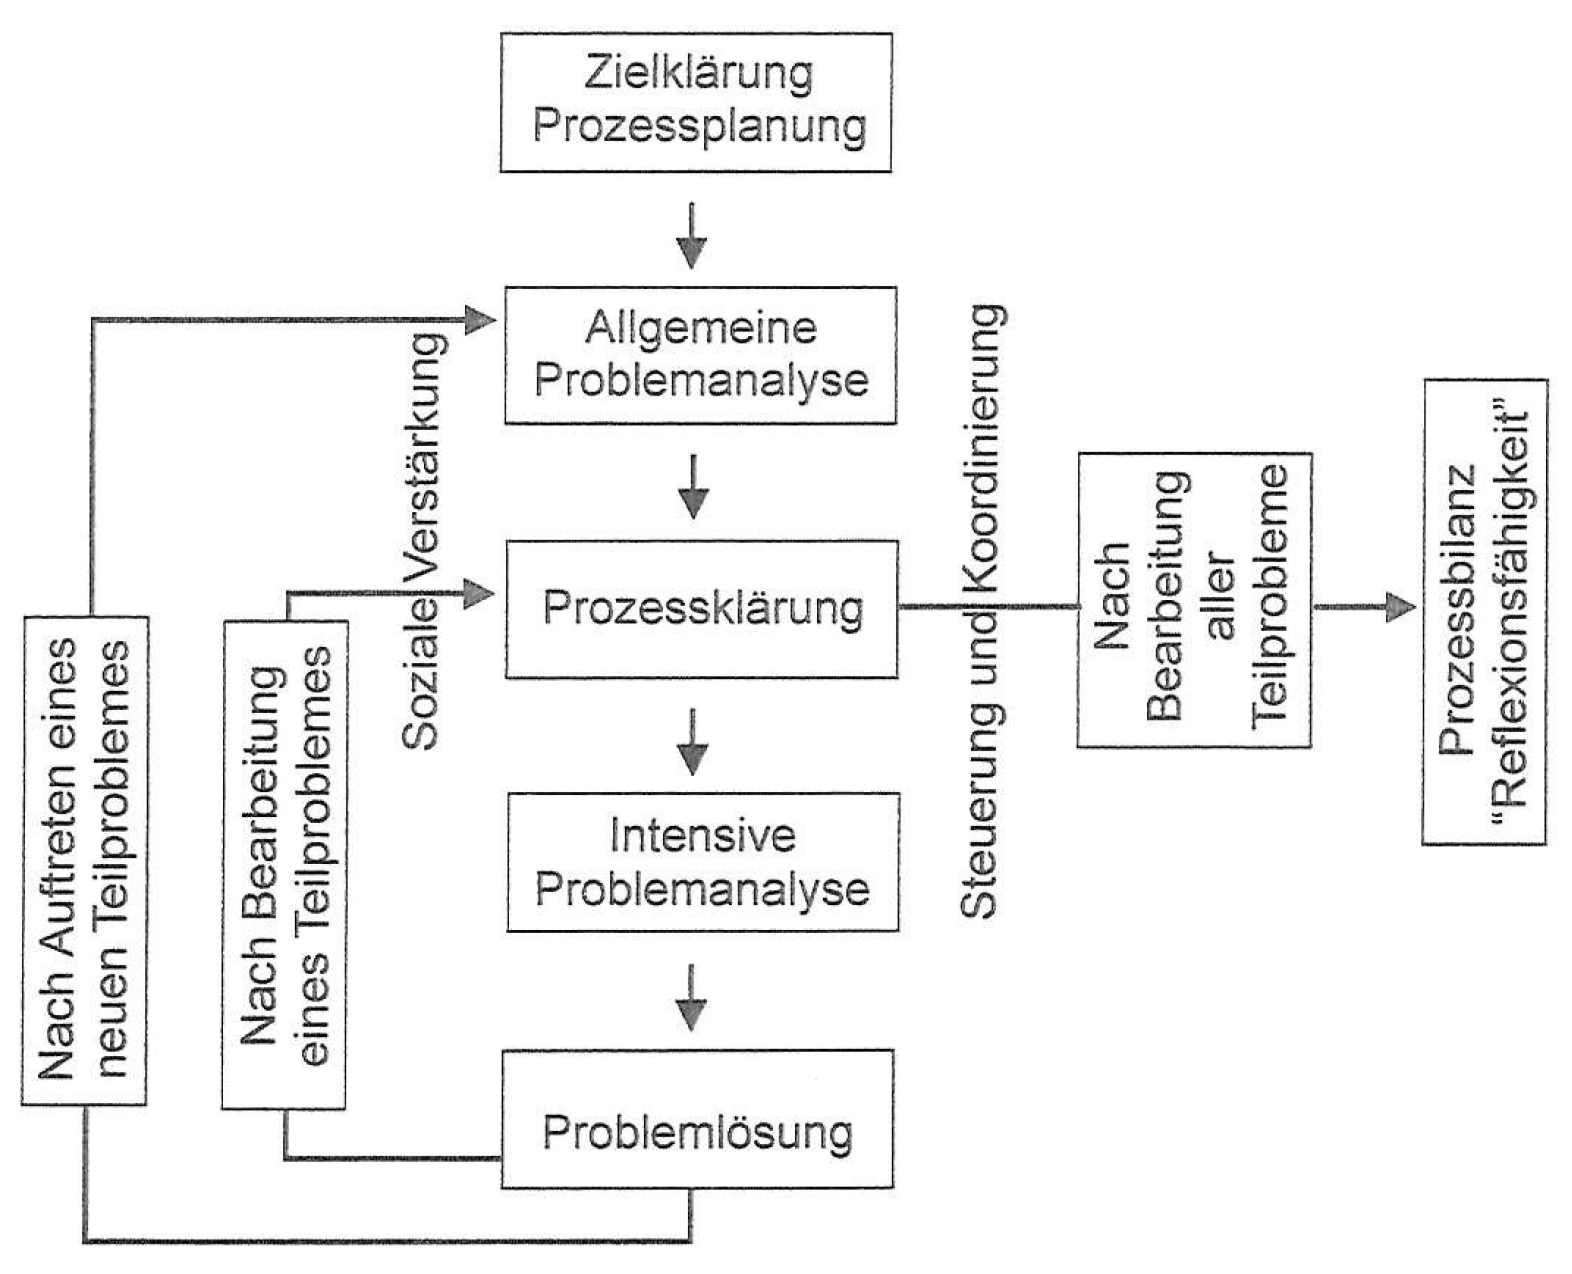 Zielklärung
Prozessplanung
Allgemeine
Problemanalyse
Prozessklärung
Intensive
Problemanalyse
Problemlösung
Nach Auftreten eines
neuen Teilproblemes
Nach Bearbeitung
eines Teilproblemes
Soziale Verstärkung
Steuerung und Koordinierung
Nach
Bearbeitung
aller
Teilprobleme
Prozessbilanz
“Reflexionsfähigkeit”